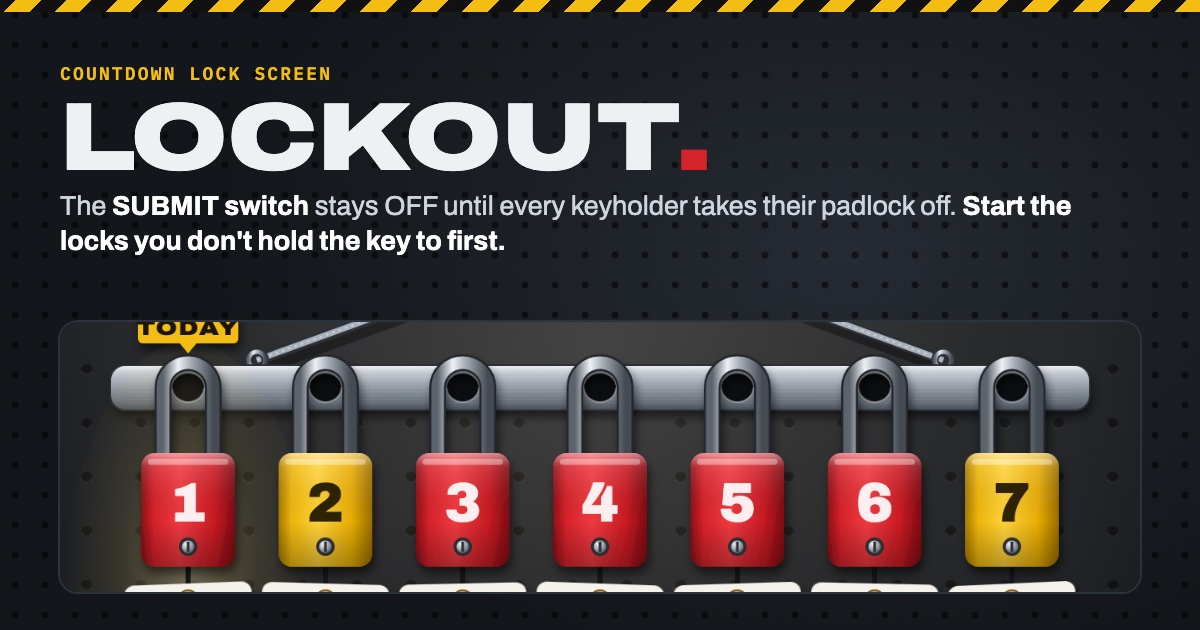 COUNTDOWN LOCK SCREEN
LOCKOUT.
The SUBMIT switch stays OFF until every keyholder takes their padlock off. Start the
locks you don't hold the key to first.
TODAY
1 2 3 4 5 6 7